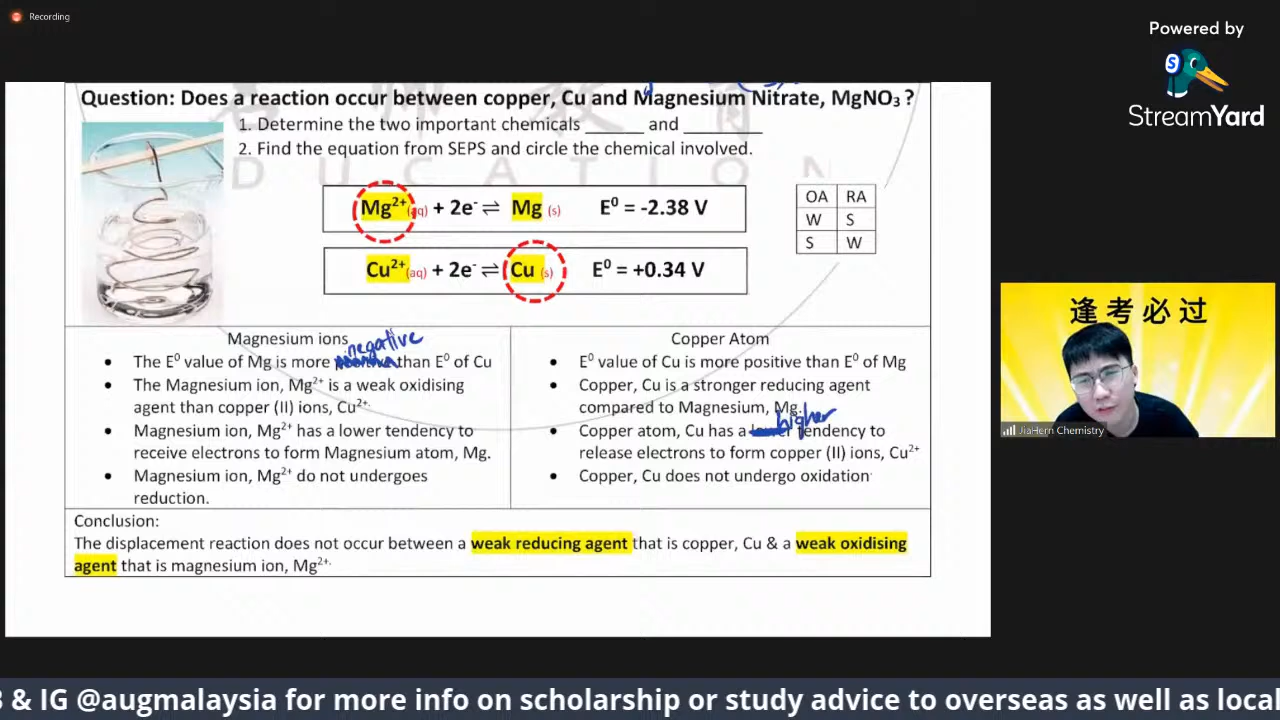 Recording
Powered by
StreamYard
Question: Does a reaction occur between copper, Cu and Magnesium Nitrate, MgNO₃ ?
1. Determine the two important chemicals ______ and ________
2. Find the equation from SEPS and circle the chemical involved.
DUCATION
Mg²⁺(aq) + 2e⁻ ⇌ Mg (s) E⁰ = -2.38 V
Cu²⁺(aq) + 2e⁻ ⇌ Cu (s) E⁰ = +0.34 V
OA RA
W S
S W
Magnesium ions
negative
• The E⁰ value of Mg is more than E⁰ of Cu
• The Magnesium ion, Mg²⁺ is a weak oxidising
agent than copper (II) ions, Cu²⁺.
• Magnesium ion, Mg²⁺ has a lower tendency to
receive electrons to form Magnesium atom, Mg.
• Magnesium ion, Mg²⁺ do not undergoes
reduction.
Copper Atom
• E⁰ value of Cu is more positive than E⁰ of Mg
• Copper, Cu is a stronger reducing agent
compared to Magnesium, Mg.
higher
• Copper atom, Cu has a lower tendency to
release electrons to form copper (II) ions, Cu²⁺
• Copper, Cu does not undergo oxidation.
Conclusion:
The displacement reaction does not occur between a weak reducing agent that is copper, Cu & a weak oxidising
agent that is magnesium ion, Mg²⁺.
逢考必过
JiaHern Chemistry
& IG @augmalaysia for more info on scholarship or study advice to overseas as well as local